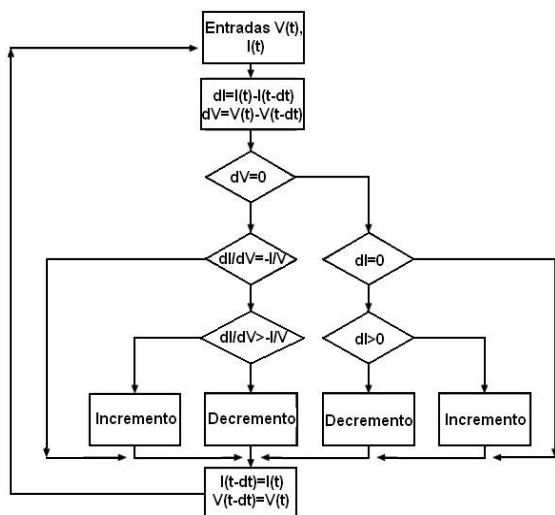 Entradas V(t),
I(t)
dI=I(t)-I(t-dt)
dV=V(t)-V(t-dt)
dV=0
dI/dV=-I/V
dI=0
dI/dV>-I/V
dI>0
Incremento
Decremento
Decremento
Incremento
I(t-dt)=I(t)
V(t-dt)=V(t)